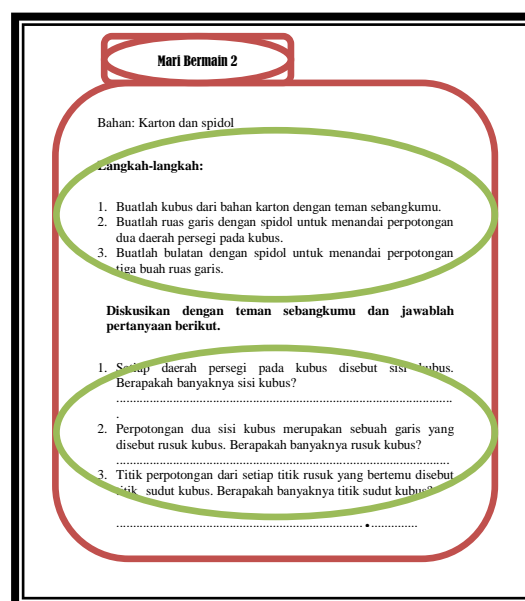 Mari Bermain 2
Bahan: Karton dan spidol
Langkah-langkah:
1. Buatlah kubus dari bahan karton dengan teman sebangkumu.
2. Buatlah ruas garis dengan spidol untuk menandai perpotongan
dua daerah persegi pada kubus.
3. Buatlah bulatan dengan spidol untuk menandai perpotongan
tiga buah ruas garis.
Diskusikan dengan teman sebangkumu dan jawablah
pertanyaan berikut.
1. Setiap daerah persegi pada kubus disebut sisi kubus.
Berapakah banyaknya sisi kubus?
....................................................................................................
.
2. Perpotongan dua sisi kubus merupakan sebuah garis yang
disebut rusuk kubus. Berapakah banyaknya rusuk kubus?
...................................................................................................
3. Titik perpotongan dari setiap titik rusuk yang bertemu disebut
titik sudut kubus. Berapakah banyaknya titik sudut kubus?
.........................................................................................